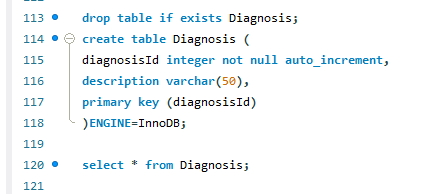 113 drop table if exists Diagnosis;
114 create table Diagnosis (
115 diagnosisId integer not null auto_increment,
116 description varchar(50),
117 primary key (diagnosisId)
118 )ENGINE=InnoDB;
119
120 select * from Diagnosis;
121